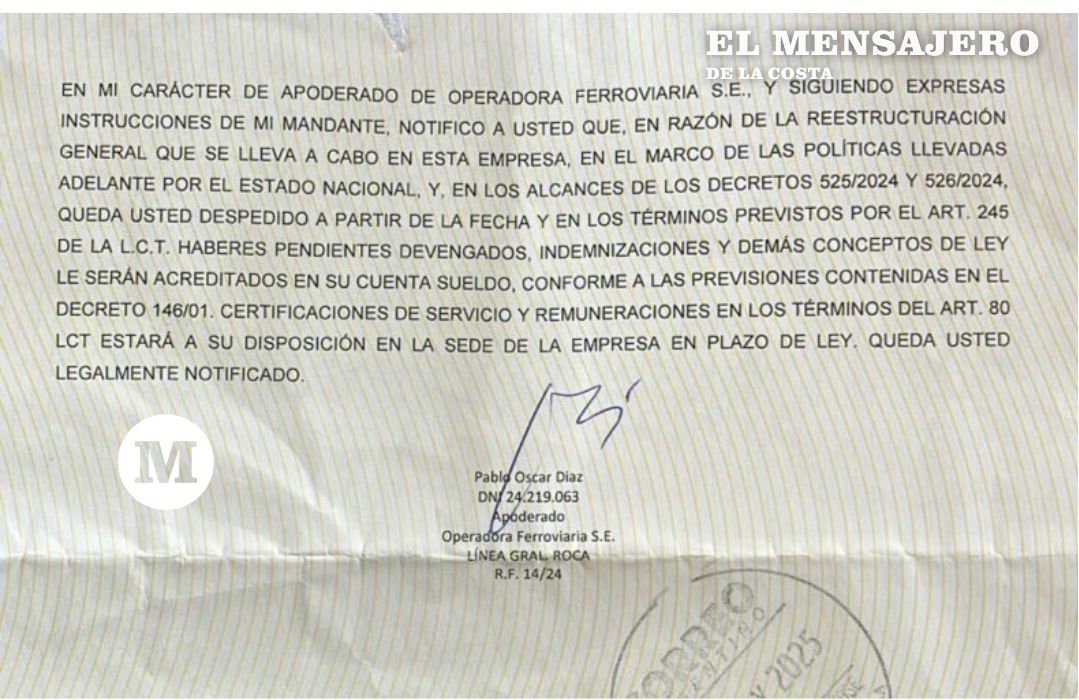 EL MENSAJERO
DE LA COSTA
EN MI CARÁCTER DE APODERADO DE OPERADORA FERROVIARIA S.E., Y SIGUIENDO EXPRESAS
INSTRUCCIONES DE MI MANDANTE, NOTIFICO A USTED QUE, EN RAZÓN DE LA REESTRUCTURACIÓN
GENERAL QUE SE LLEVA A CABO EN ESTA EMPRESA, EN EL MARCO DE LAS POLÍTICAS LLEVADAS
ADELANTE POR EL ESTADO NACIONAL, Y, EN LOS ALCANCES DE LOS DECRETOS 525/2024 Y 526/2024,
QUEDA USTED DESPEDIDO A PARTIR DE LA FECHA Y EN LOS TÉRMINOS PREVISTOS POR EL ART. 245
DE LA L.C.T. HABERES PENDIENTES DEVENGADOS, INDEMNIZACIONES Y DEMÁS CONCEPTOS DE LEY
LE SERÁN ACREDITADOS EN SU CUENTA SUELDO, CONFORME A LAS PREVISIONES CONTENIDAS EN EL
DECRETO 146/01. CERTIFICACIONES DE SERVICIO Y REMUNERACIONES EN LOS TÉRMINOS DEL ART. 80
LCT ESTARÁ A SU DISPOSICIÓN EN LA SEDE DE LA EMPRESA EN PLAZO DE LEY. QUEDA USTED
LEGALMENTE NOTIFICADO.
M
Pablo Oscar Diaz
DNI 24.219.063
Apoderado
Operadora Ferroviaria S.E.
LÍNEA GRAL. ROCA
R.F. 14/24
CORREO
2025